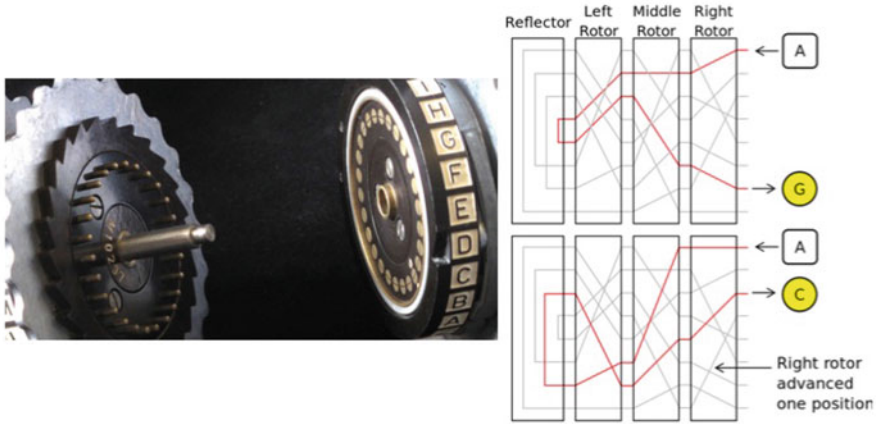 I
H
G
F
E
D
C
B
A
Reflector
Left
Rotor
Middle
Rotor
Right
Rotor
A
G
A
C
Right rotor
advanced
one position